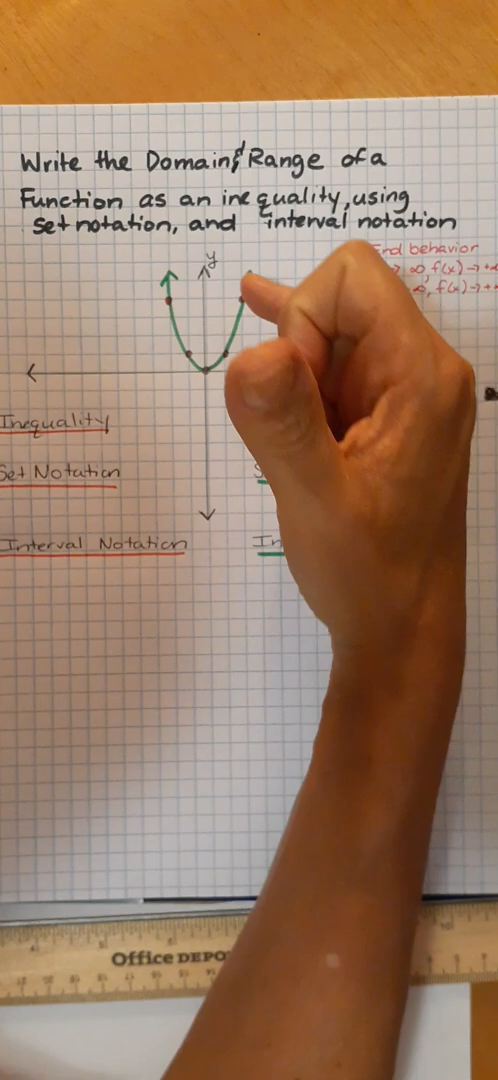 Write the Domain & Range of a
Function as an inequality, using
set notation, and interval notation
y
End behavior
∞, f(x)→+∞
∞, f(x)→+
Inequality
Set Notation
S
Interval Notation
In
Office DEPO